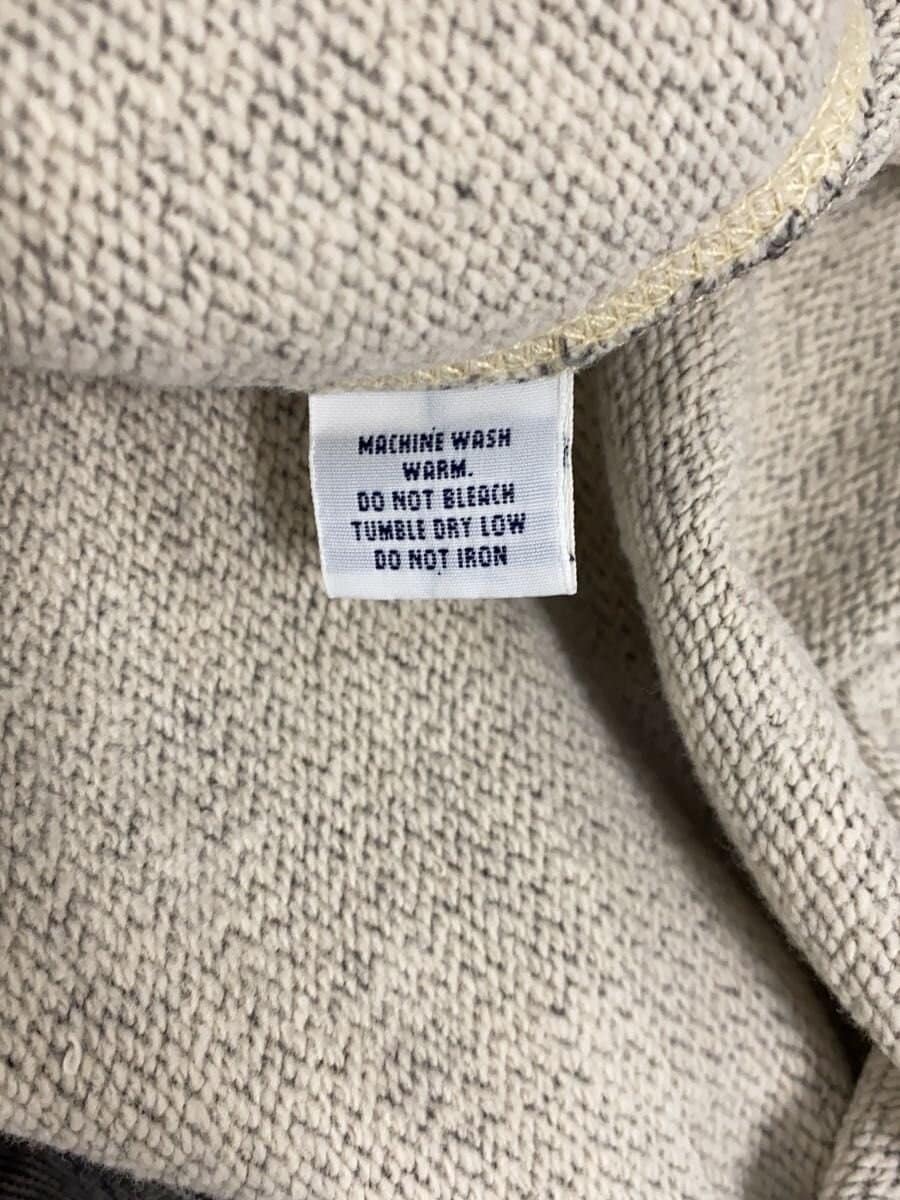 MACHINE WASH
WARM.
DO NOT BLEACH
TUMBLE DRY LOW
DO NOT IRON